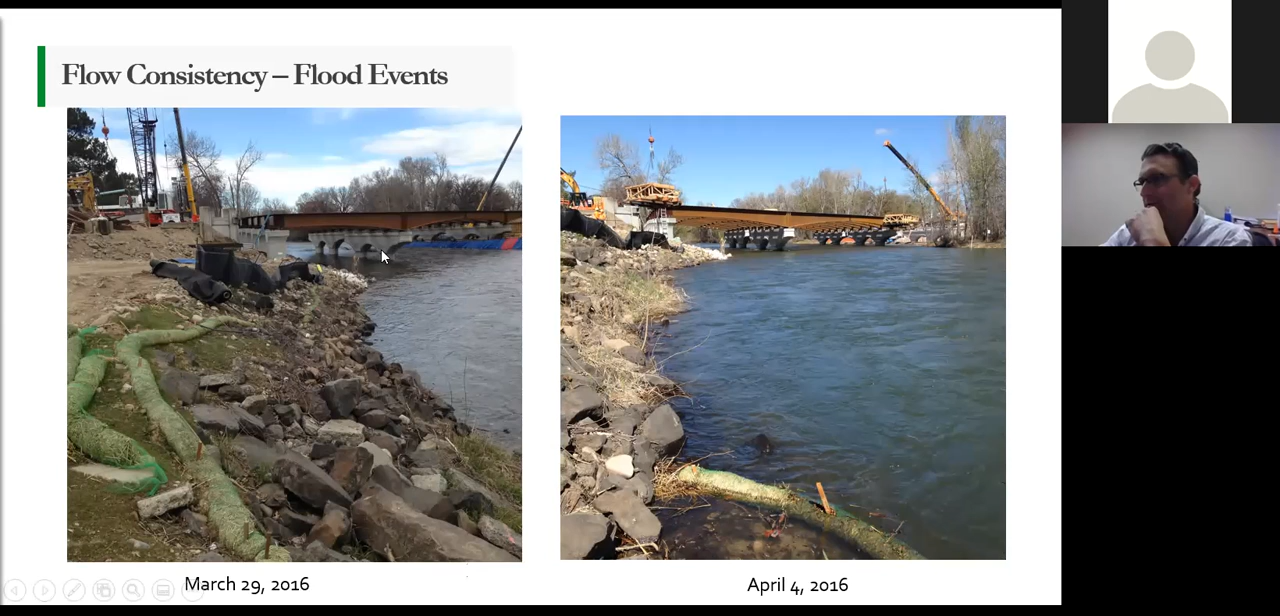 Flow Consistency – Flood Events
March 29, 2016
April 4, 2016